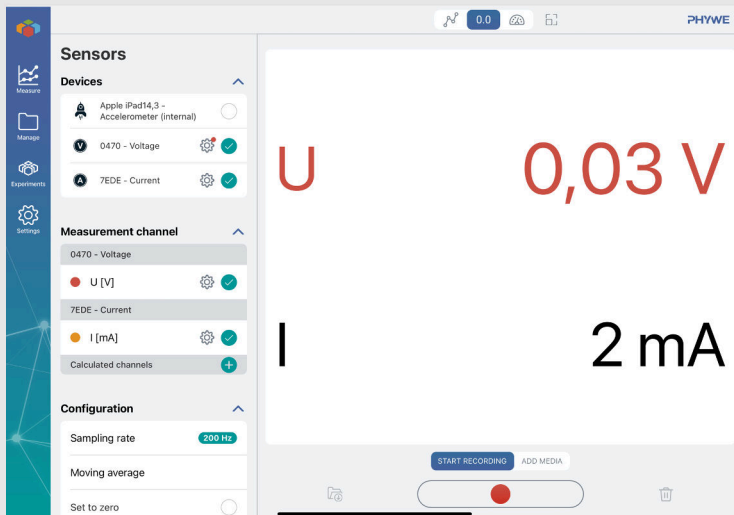 0.0
PHYWE
Measure
Manage
Experiments
Settings
Sensors
Devices
Apple iPad14,3 -
Accelerometer (internal)
V
0470 - Voltage
A
7EDE - Current
Measurement channel
0470 - Voltage
U [V]
7EDE - Current
I [mA]
Calculated channels
Configuration
Sampling rate
200 Hz
Moving average
Set to zero
U 0,03 V
I 2 mA
START RECORDING ADD MEDIA